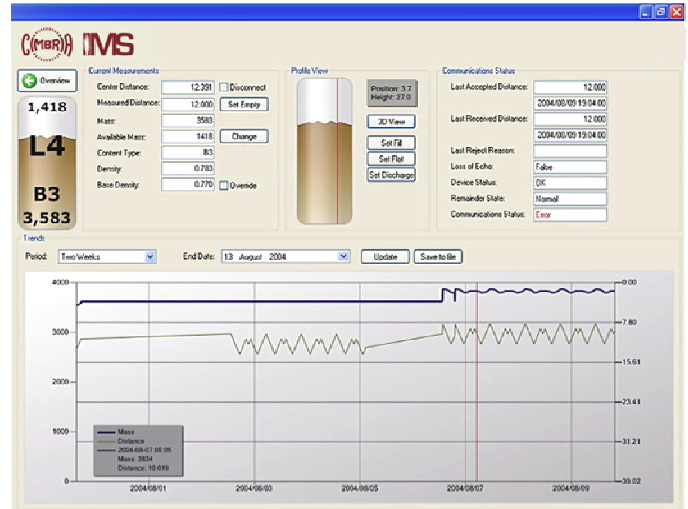 C(MBR)A IMS
Overview
1,418
L4
B3
3,583
Current Measurements
Center Distance: 12.391 Disconnect
Measured Distance: 12.000 Set Empty
Mass: 3583
Available Mass: 1418 Change
Content Type: B3
Density: 0.783
Base Density: 0.770 Override
Profile View
Position: 3.7
Height: 27.0
3D View
Set Fill
Set Flat
Set Discharge
Communications Status
Last Accepted Distance: 12.000
2004/08/09 19:04:00
Last Received Distance: 12.000
2004/08/09 19:04:00
Last Reject Reason:
Loss of Echo: False
Device Status: OK
Remainder State: Normal
Communications Status: Error
Trends
Period: Two Weeks End Date: 13 August 2004 Update Save to file
4000 0.00
7.80
3000
15.61
2000
23.41
1000
31.21
0 39.02
Mass
Distance
2004-08-07 05:05
Mass: 3834
Distance: 10.019
2004/08/01 2004/08/03 2004/08/05 2004/08/07 2004/08/09